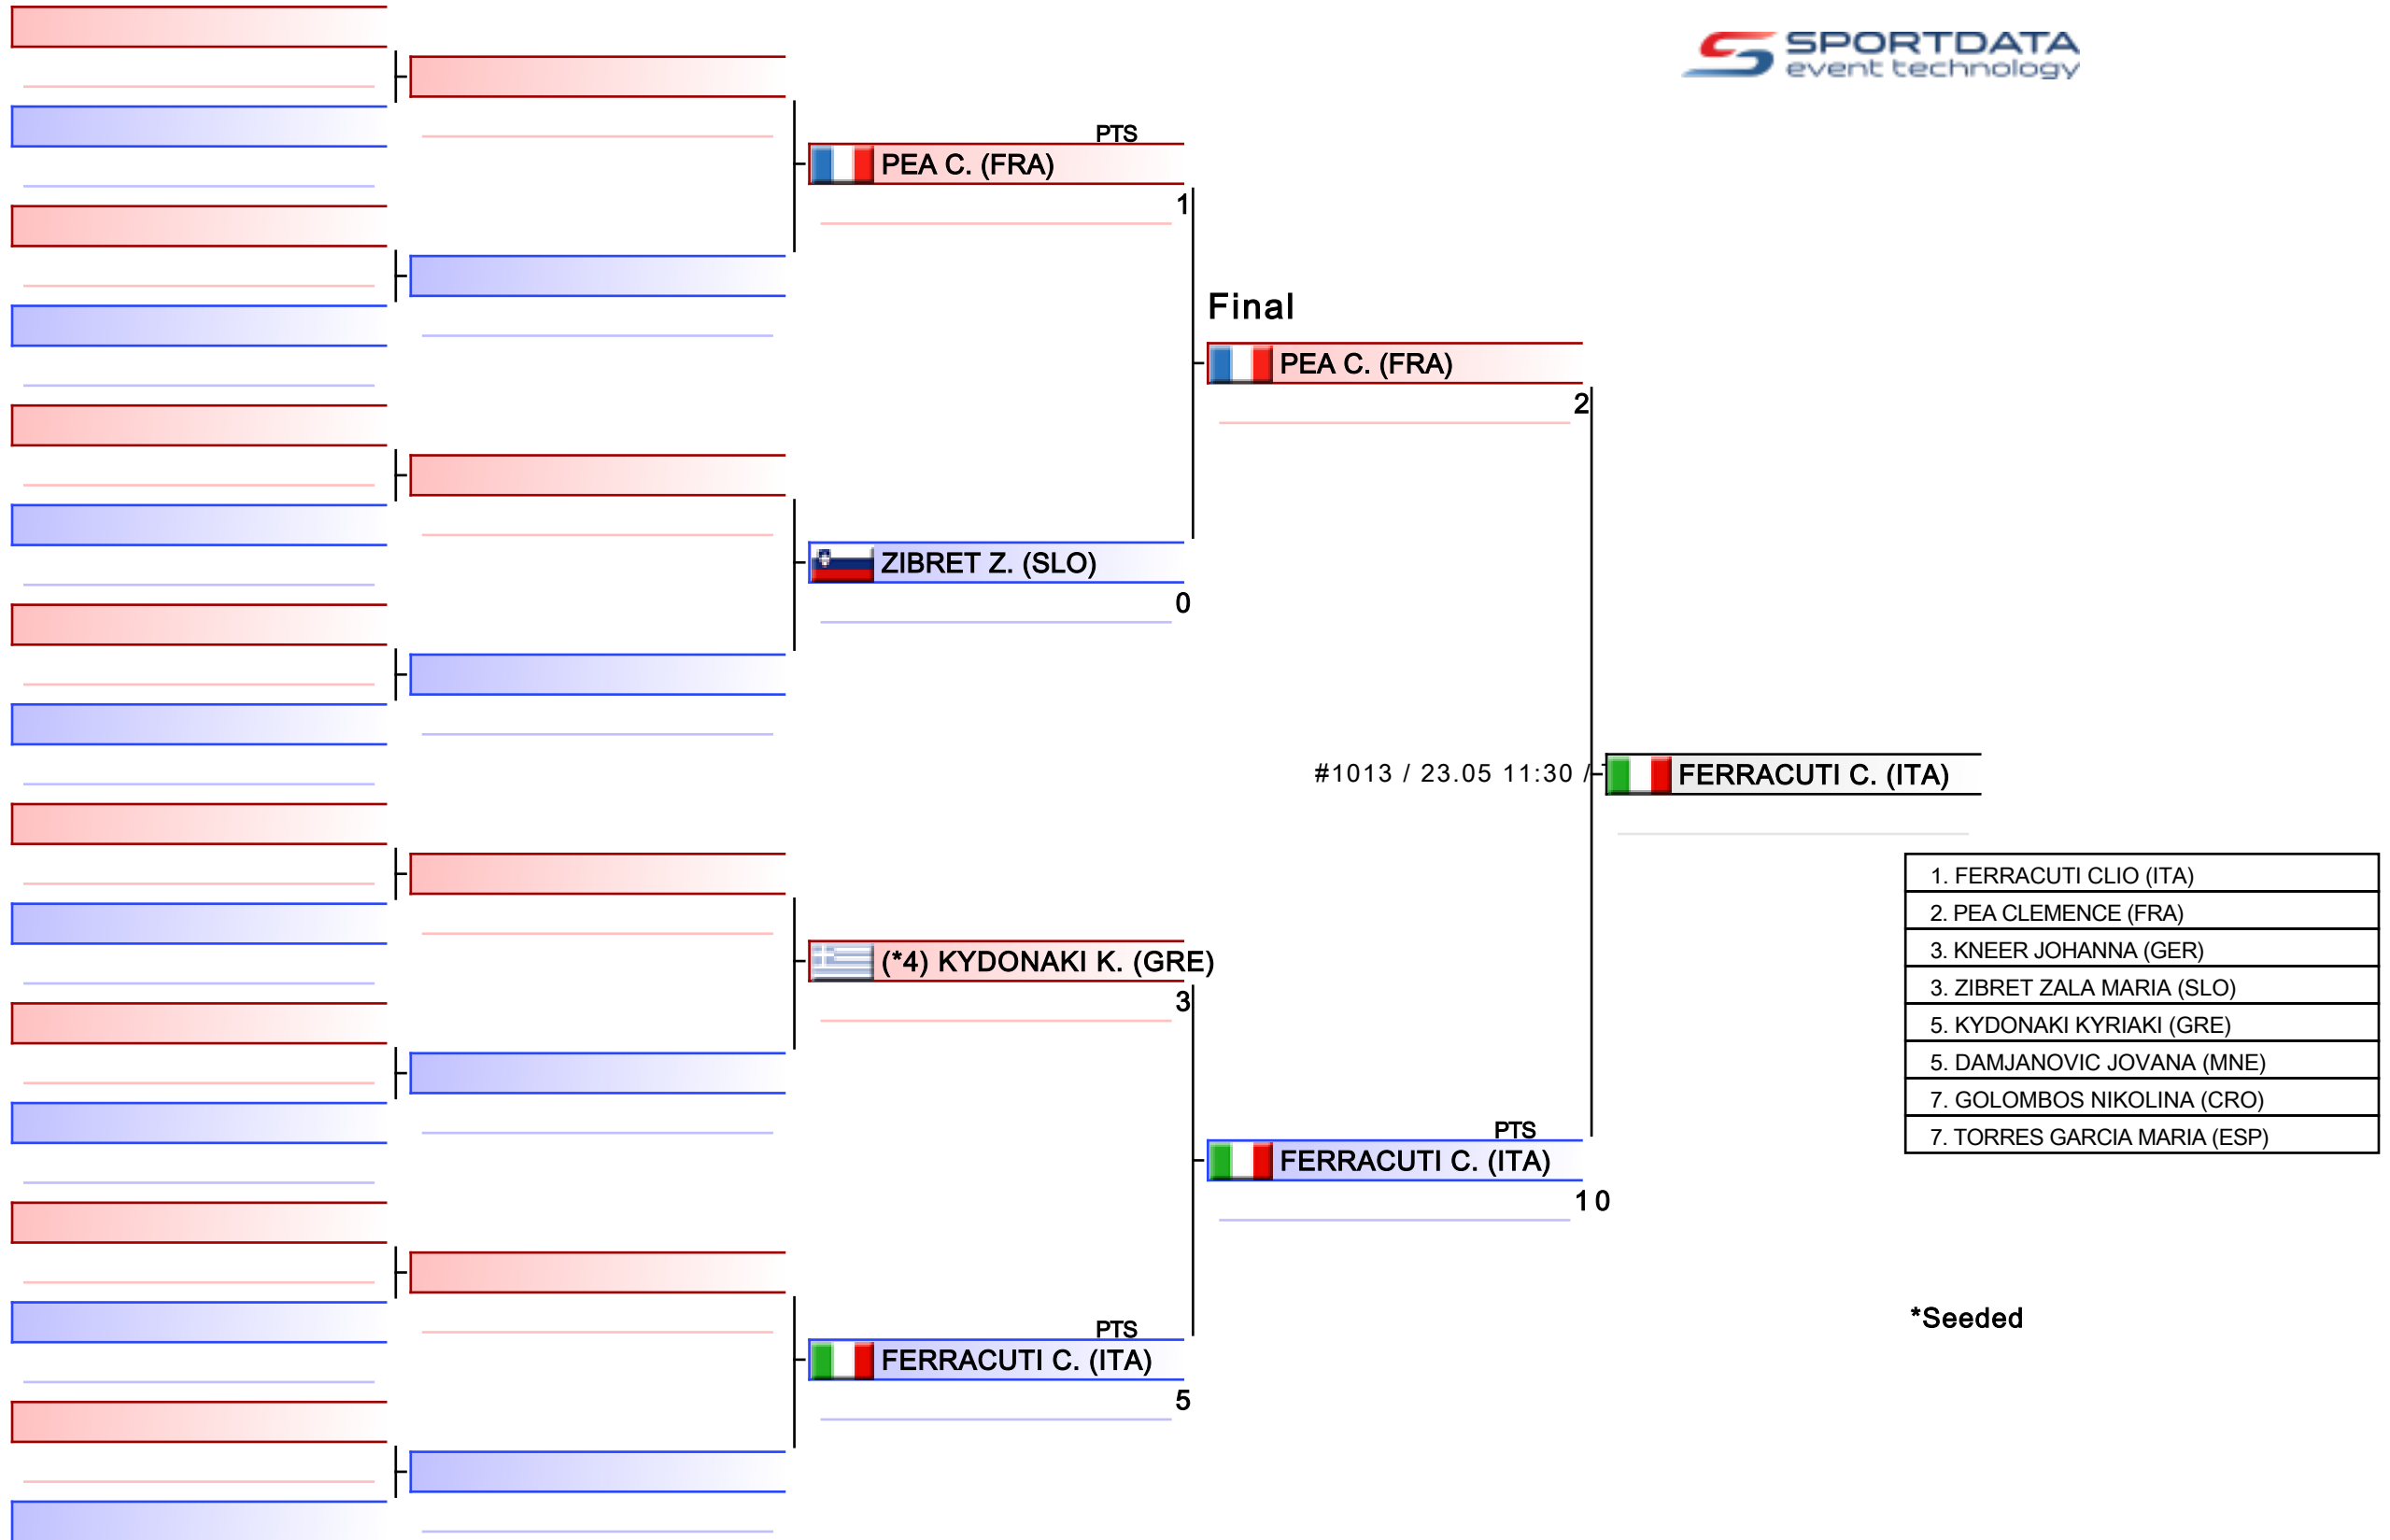 SPORTDATA
event technology
PTS
PEA C. (FRA)
1
Final
PEA C. (FRA)
2
ZIBRET Z. (SLO)
0
#1013 / 23.05 11:30 /
FERRACUTI C. (ITA)
1. FERRACUTI CLIO (ITA)
2. PEA CLEMENCE (FRA)
3. KNEER JOHANNA (GER)
3. ZIBRET ZALA MARIA (SLO)
5. KYDONAKI KYRIAKI (GRE)
5. DAMJANOVIC JOVANA (MNE)
7. GOLOMBOS NIKOLINA (CRO)
7. TORRES GARCIA MARIA (ESP)
(*4) KYDONAKI K. (GRE)
3
PTS
FERRACUTI C. (ITA)
10
PTS
FERRACUTI C. (ITA)
5
*Seeded